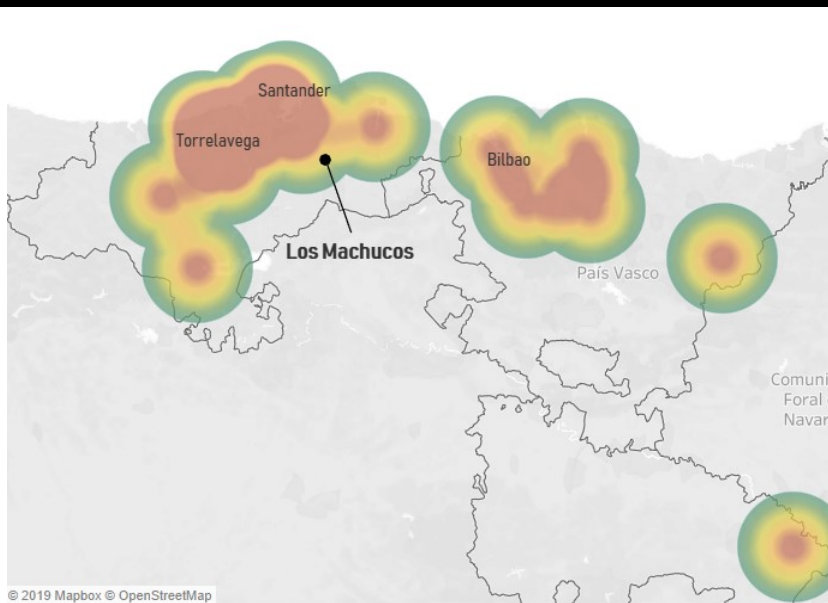 Santander
Torrelavega
Bilbao
Los Machucos
País Vasco
Comuni
Foral
Navar
© 2019 Mapbox © OpenStreetMap